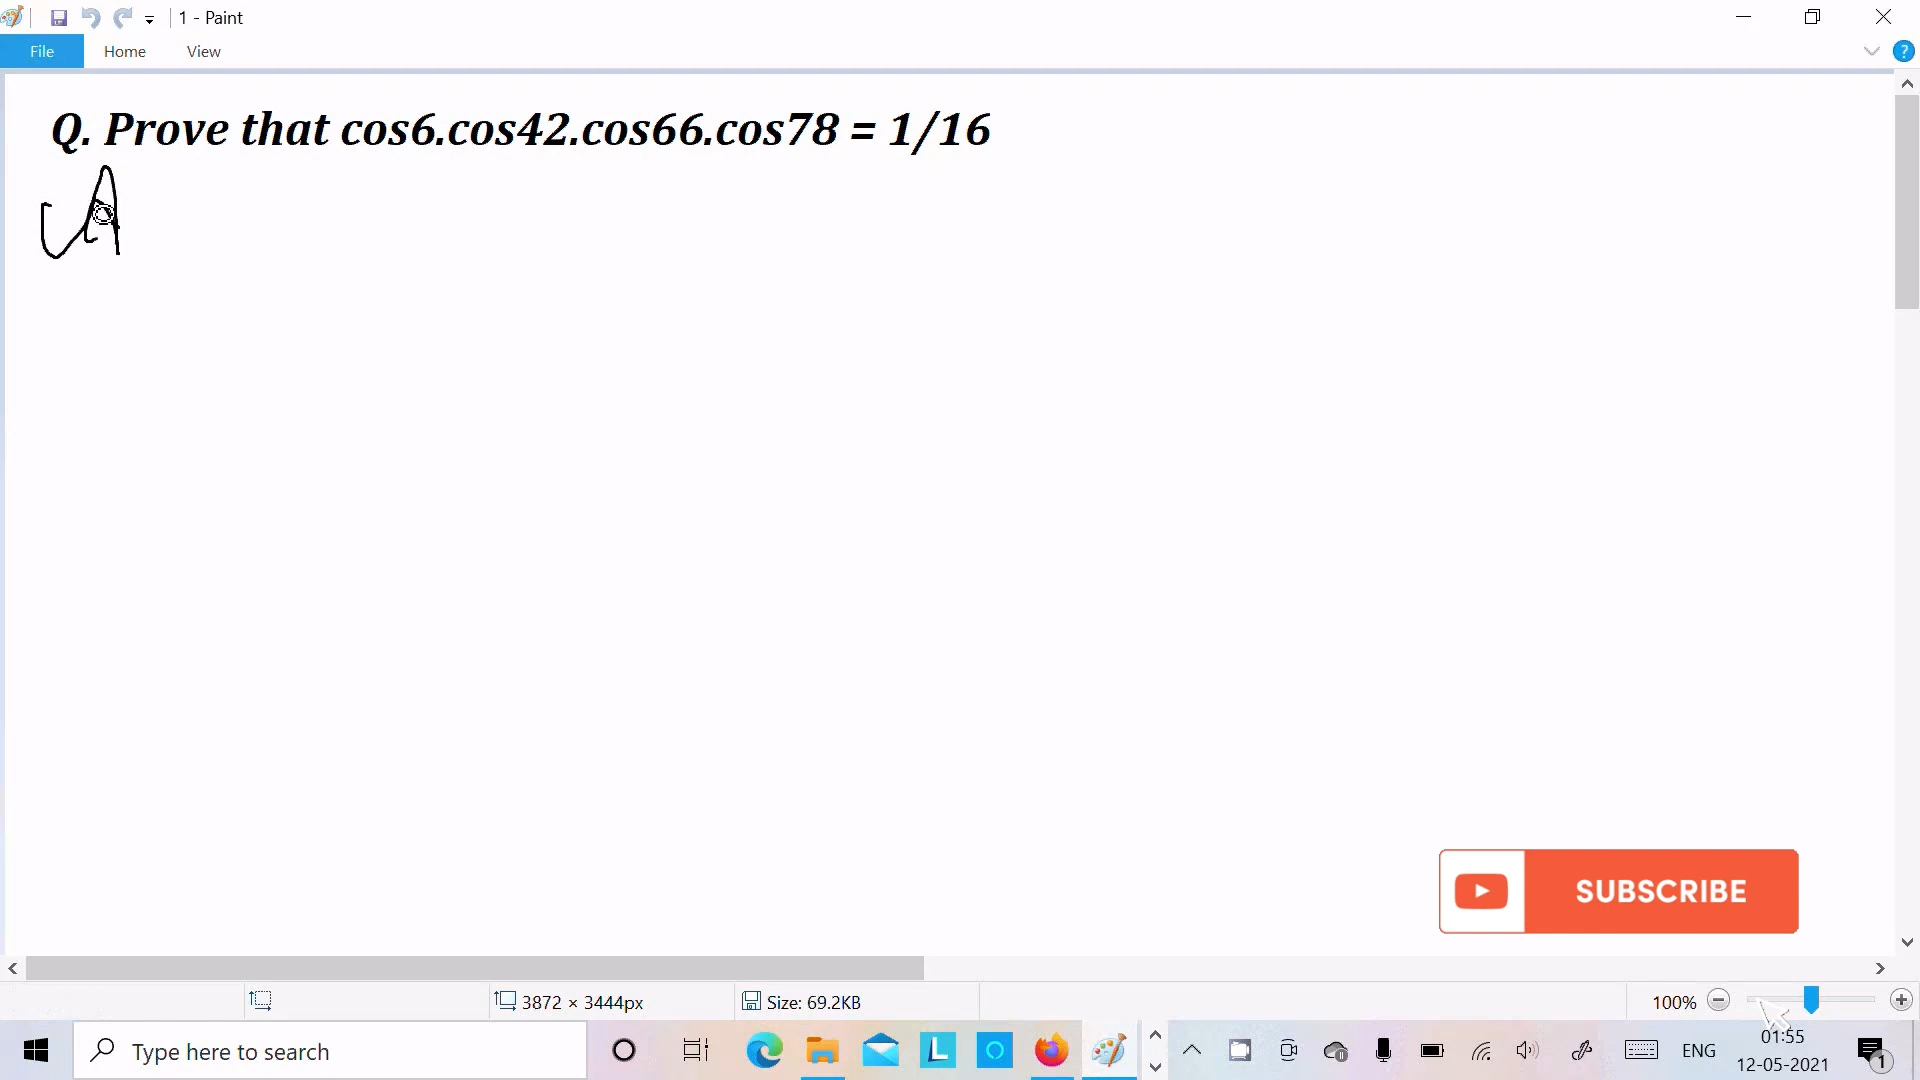 1 - Paint
File Home View
Q. Prove that cos6.cos42.cos66.cos78 = 1/16
A
SUBSCRIBE
3872 × 3444px Size: 69.2KB 100%
Type here to search
L
ENG
01:55
12-05-2021
1